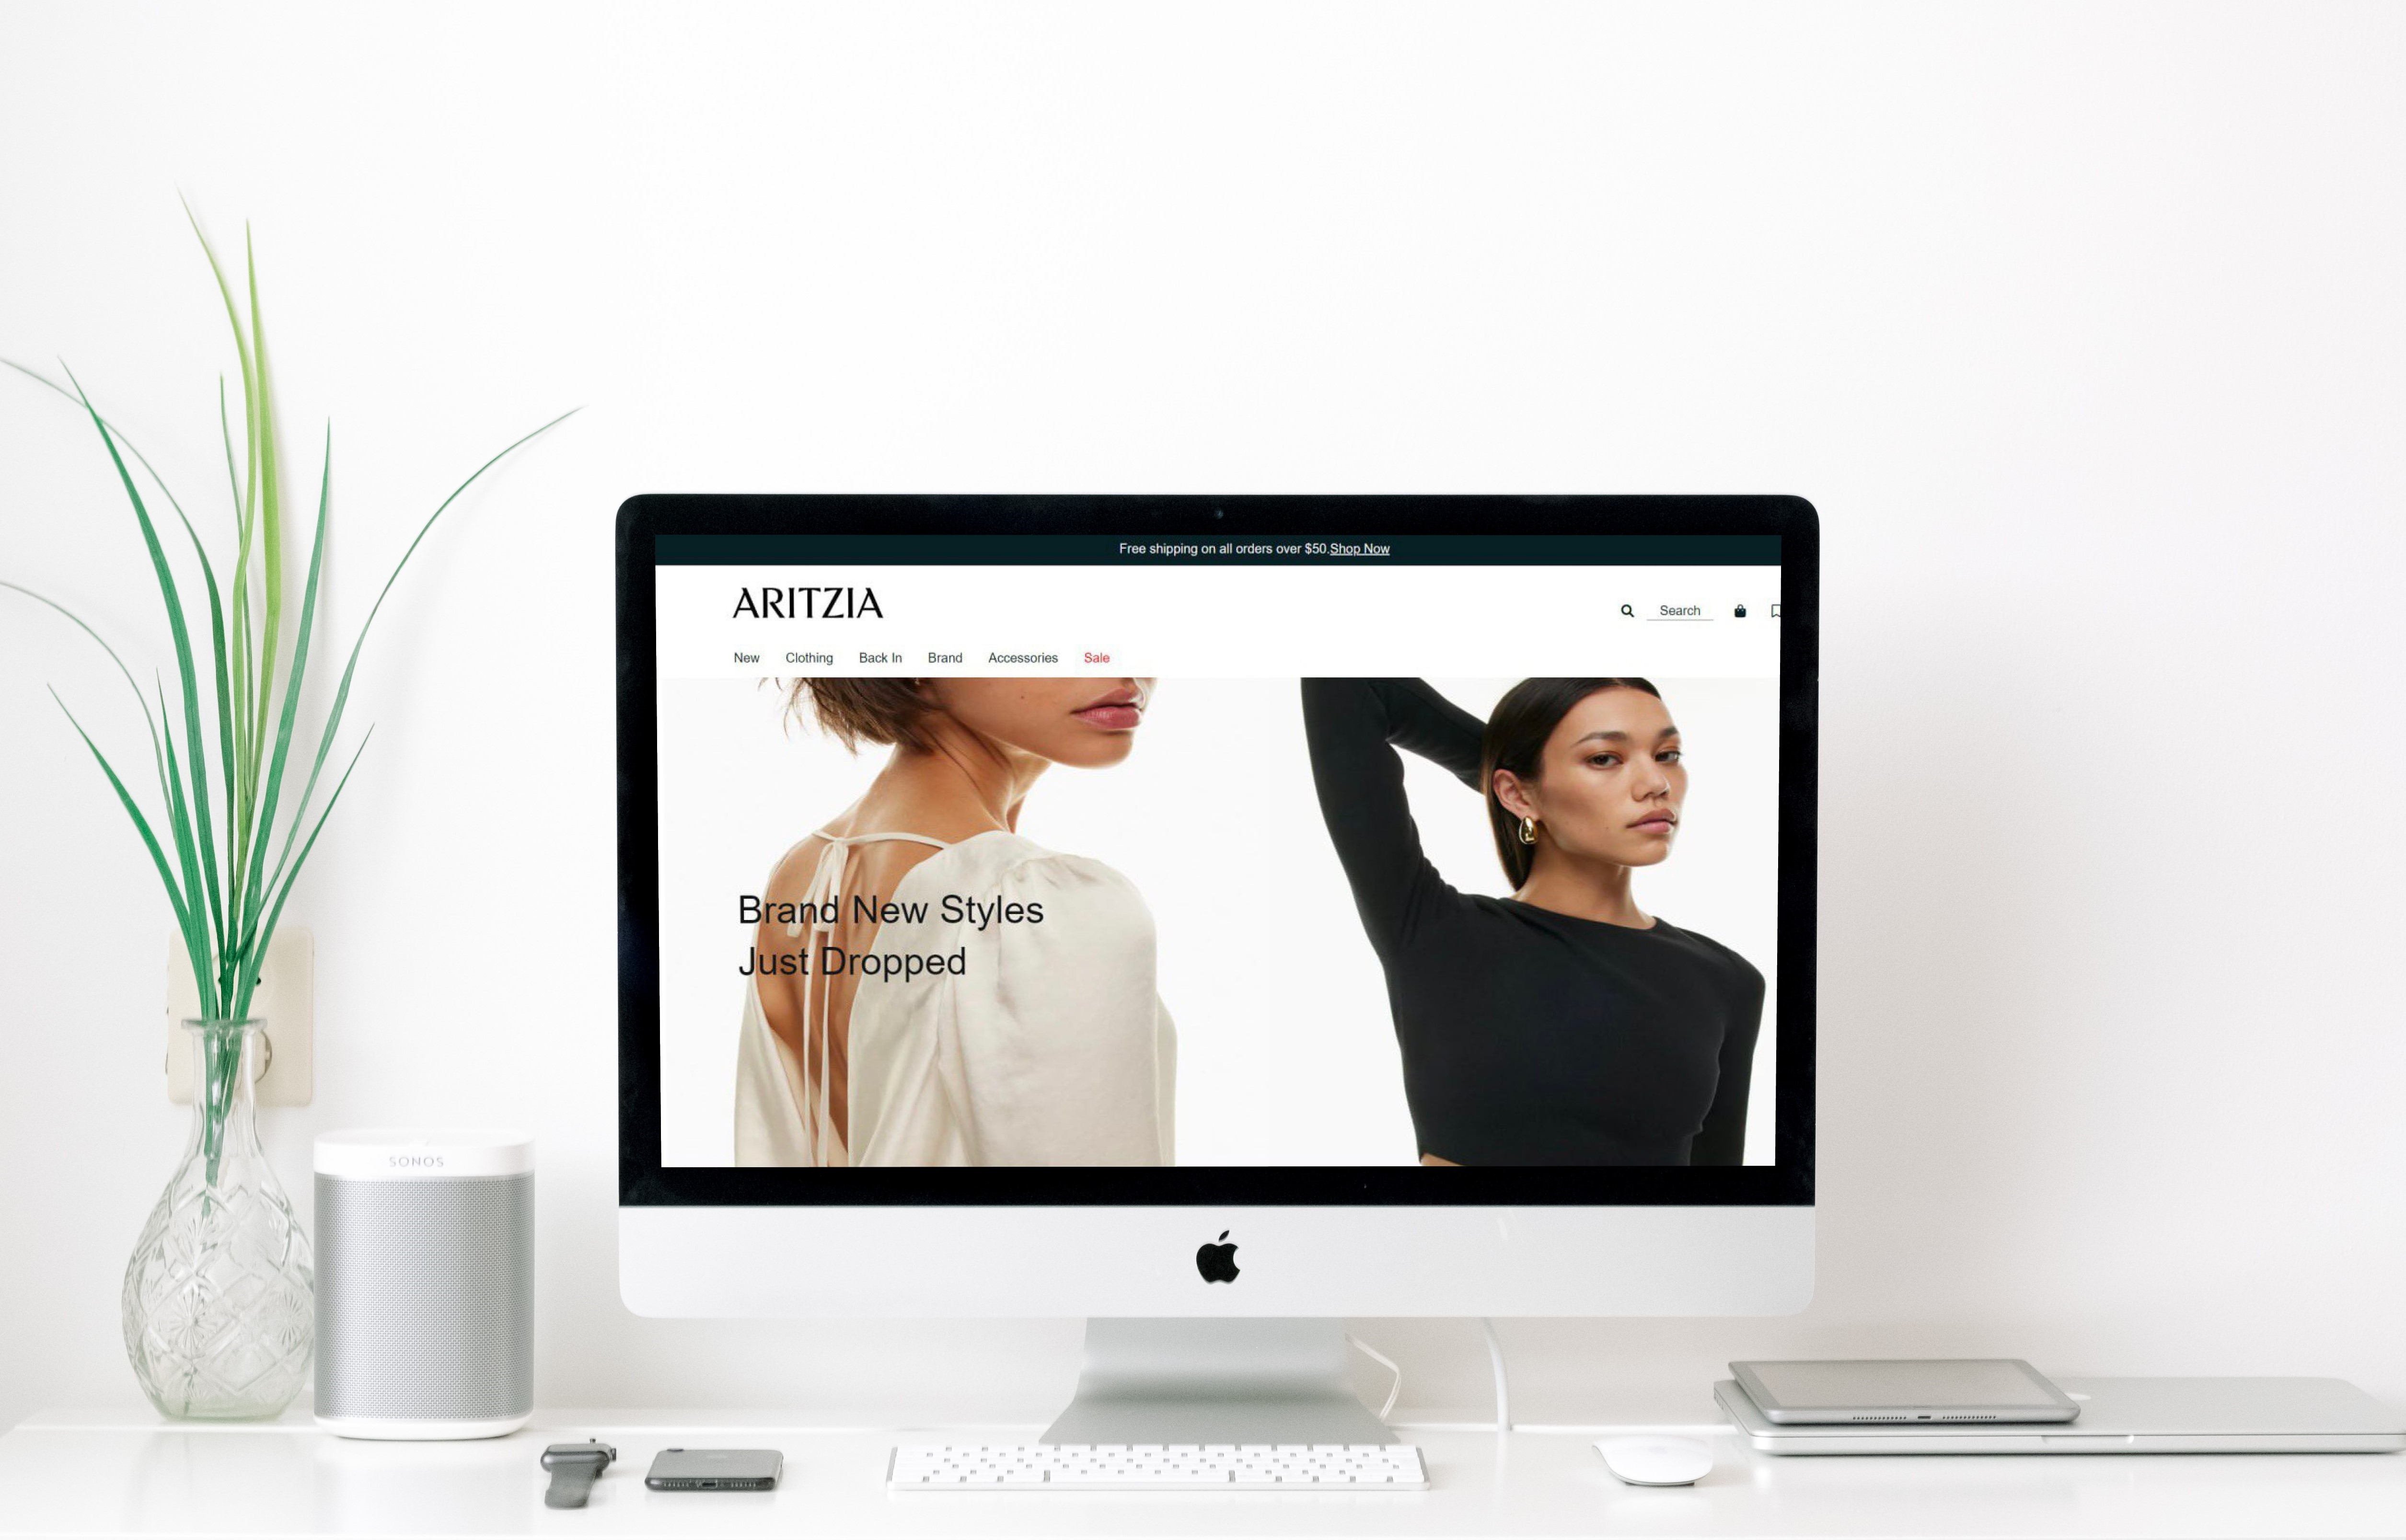 Free shipping on all orders over $50.Shop Now
ARITZIA
Search
New Clothing Back In Brand Accessories Sale
Brand New Styles
Just Dropped
SONOS